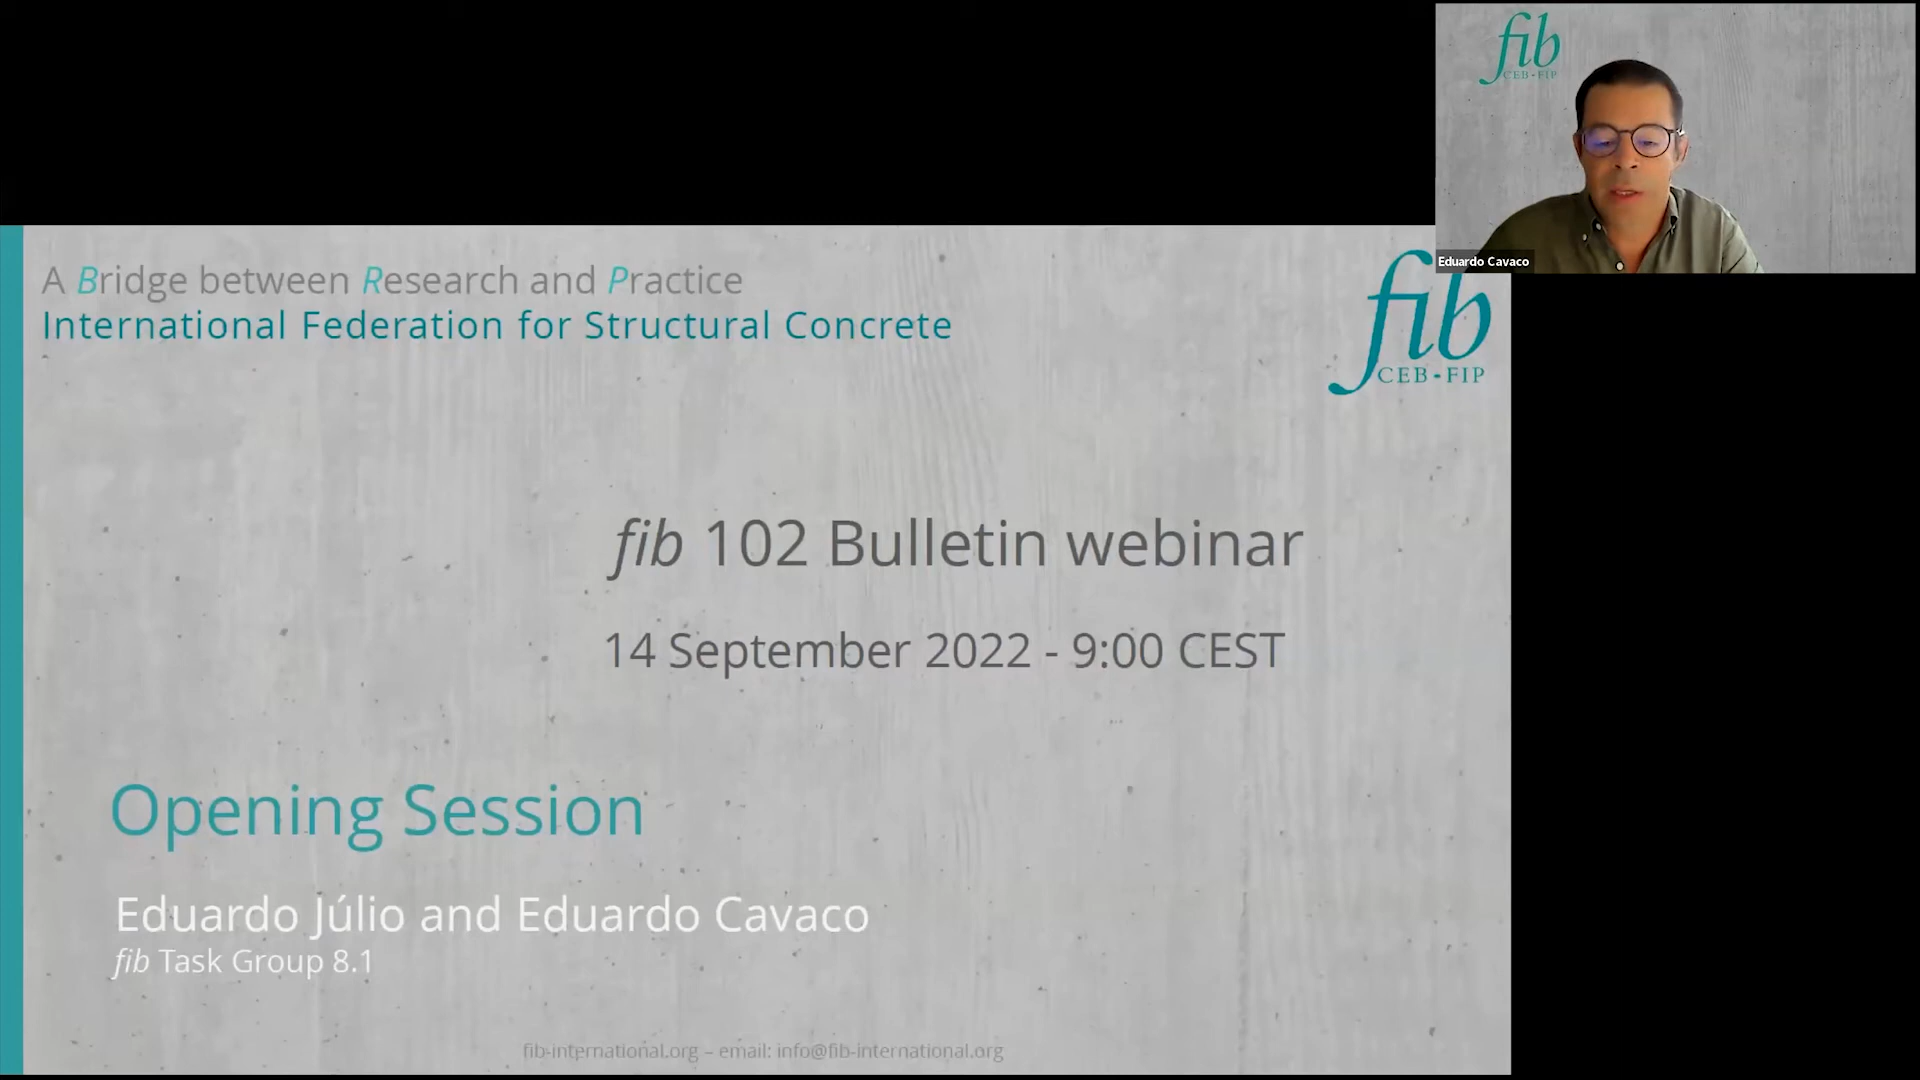 fib
CEB-FIP
Eduardo Cavaco
A Bridge between Research and Practice
International Federation for Structural Concrete
fib
CEB-FIP
fib 102 Bulletin webinar
14 September 2022 - 9:00 CEST
Opening Session
Eduardo Júlio and Eduardo Cavaco
fib Task Group 8.1
fib-international.org – email: info@fib-international.org